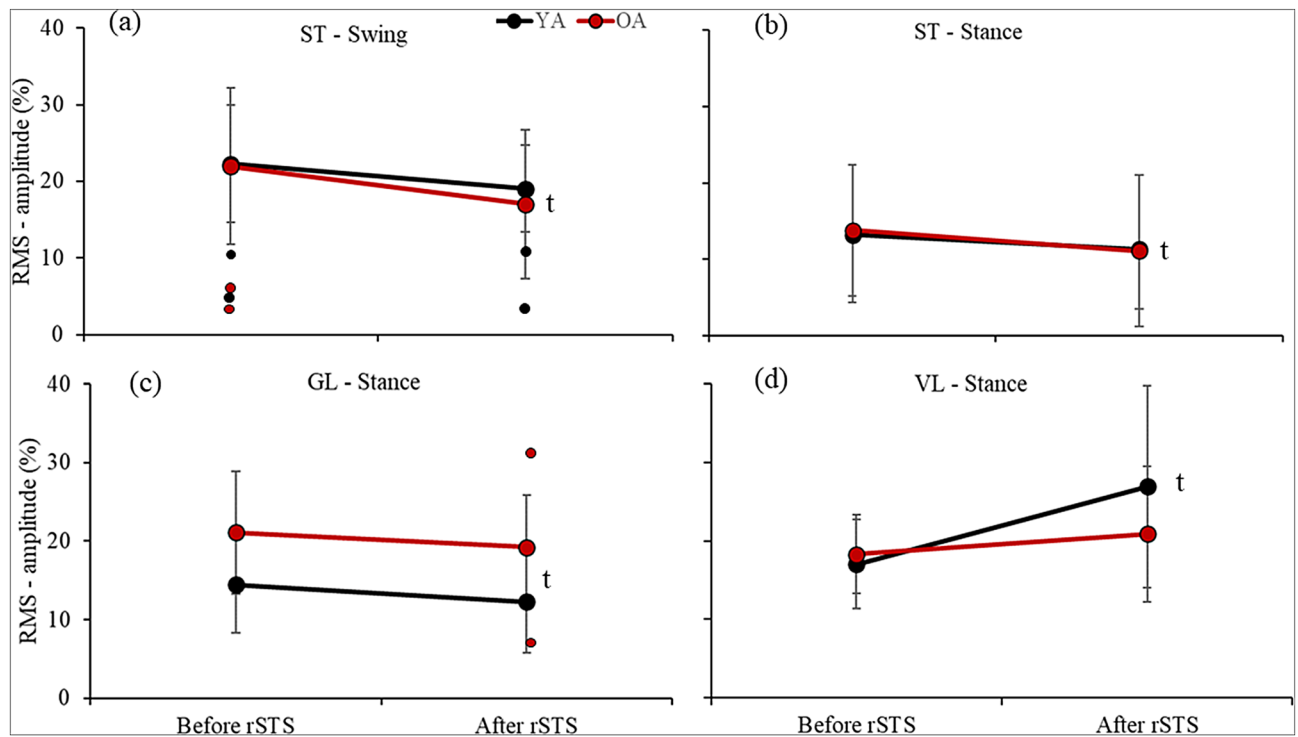 (a)
ST - Swing
YA
OA
(b)
ST - Stance
RMS - amplitude (%)
40
30
20
10
0
t
t
(c)
GL - Stance
(d)
VL - Stance
RMS - amplitude (%)
40
30
20
10
0
t
t
Before rSTS
After rSTS
Before rSTS
After rSTS